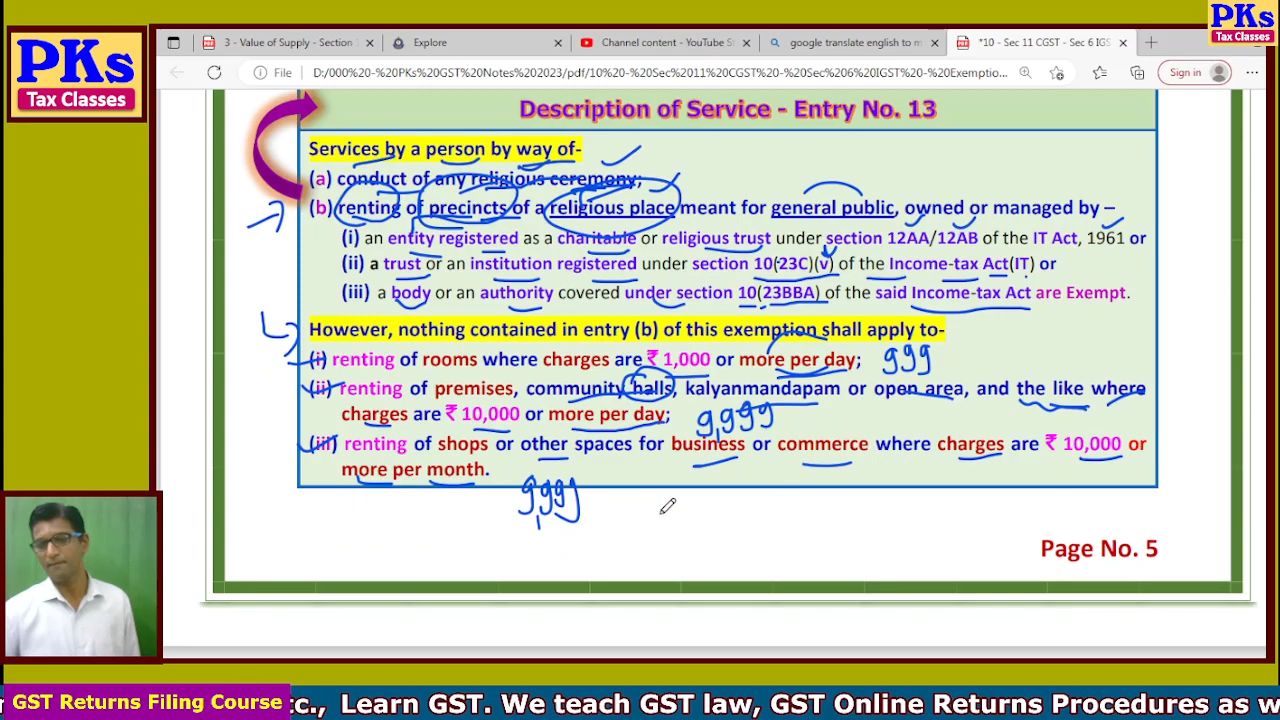 PKs
Tax Classes
3 - Value of Supply - Section
Explore
Channel content - YouTube S
google translate english to m
*10 - Sec 11 CGST - Sec 6 IGS
PKs
Tax Classes
File
D:/000%20-%20PKs%20GST%20Notes%202023/pdf/10%20-%20Sec%2011%20CGST%20-%20Sec%206%20IGST%20-%20Exemptio...
Sign in
Description of Service - Entry No. 13
Services by a person by way of-
(a) conduct of any religious ceremony;
(b) renting of precincts of a religious place meant for general public, owned or managed by –
(i) an entity registered as a charitable or religious trust under section 12AA/12AB of the IT Act, 1961 or
(ii) a trust or an institution registered under section 10(23C)(v) of the Income-tax Act(IT) or
(iii) a body or an authority covered under section 10(23BBA) of the said Income-tax Act are Exempt.
However, nothing contained in entry (b) of this exemption shall apply to-
(i) renting of rooms where charges are ₹ 1,000 or more per day; 999
(ii) renting of premises, community halls, kalyanmandapam or open area, and the like where
charges are ₹ 10,000 or more per day; 9,999
(iii) renting of shops or other spaces for business or commerce where charges are ₹ 10,000 or
more per month.
9,999
Page No. 5
GST Returns Filing Course
tc., Learn GST. We teach GST law, GST Online Returns Procedures as w